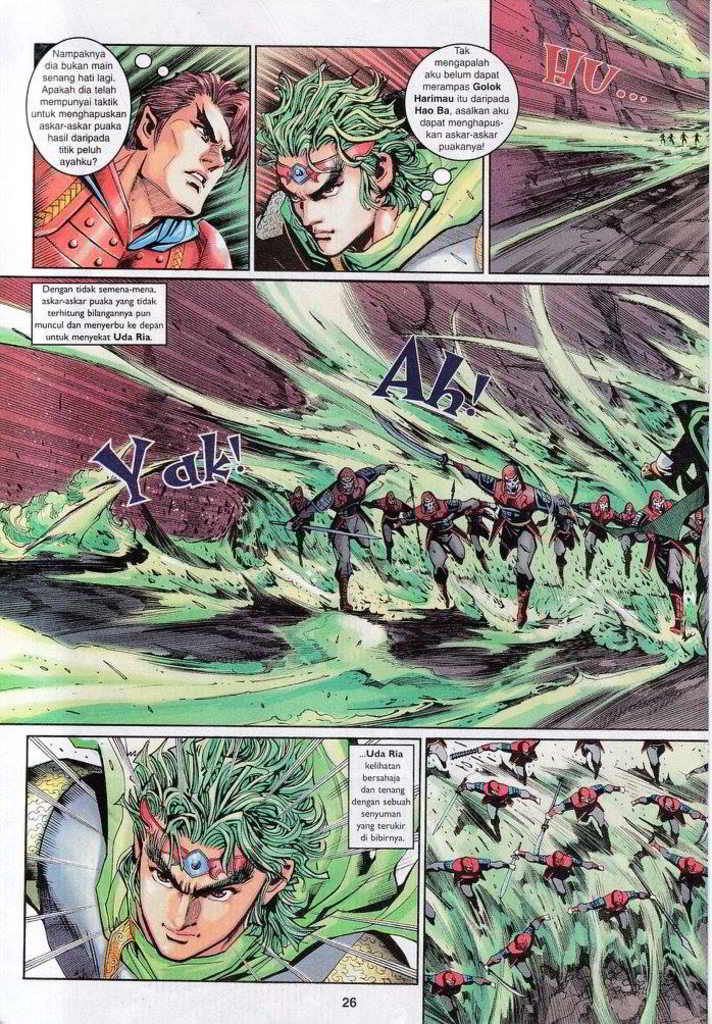 Nampaknya
dia bukan main
senang hati lagi.
Apakah dia telah
mempunyai taktik
untuk menghapuskan
askar-askar puaka
hasil daripada
titik peluh
ayahku?
Tak
mengapalah
aku belum dapat
merampas Golok
Harimau itu daripada
Hao Ba, asalkan aku
dapat menghapus-
kan askar-askar
puakanya!
HU...
Dengan tidak semena-mena,
askar-askar puaka yang tidak
terhitung bilangannya pun
muncul dan menyerbu ke depan
untuk menyekat Uda Ria.
Ah!
Yak!
...Uda Ria
kelihatan
bersahaja
dan tenang
dengan sebuah
senyuman
yang terukir
di bibirnya.
26